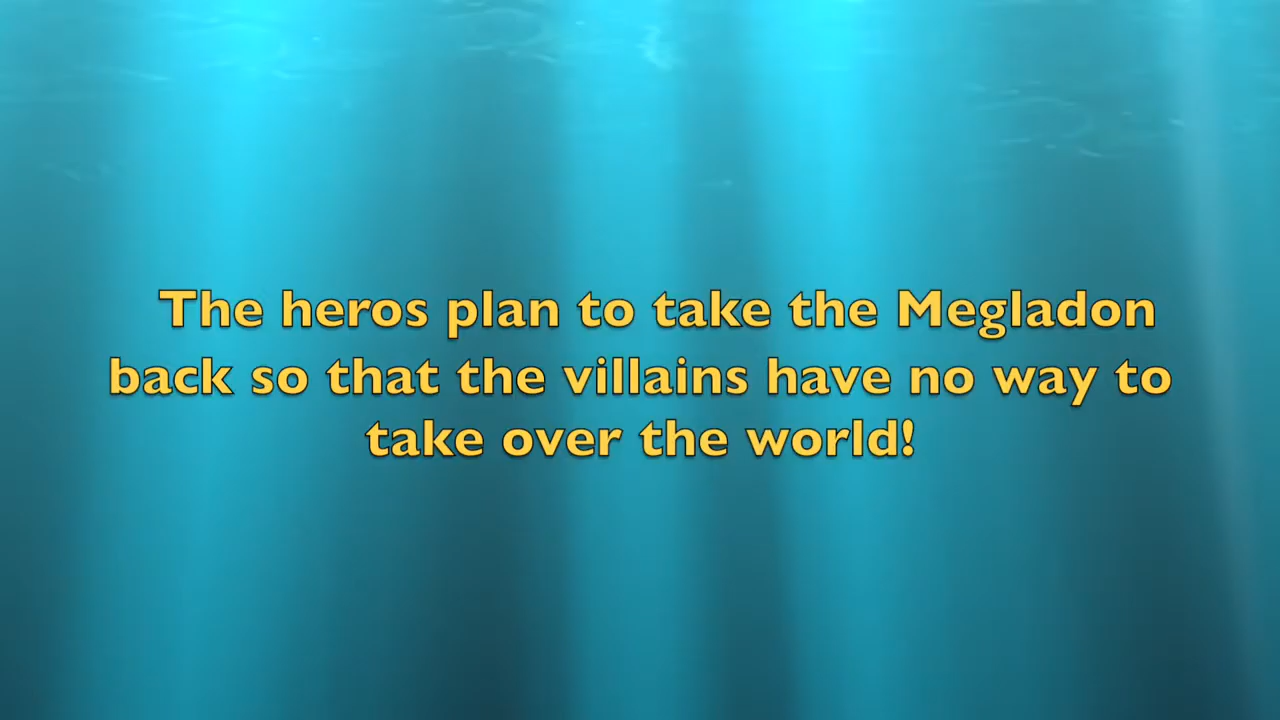 The heros plan to take the Megladon
back so that the villains have no way to
take over the world!